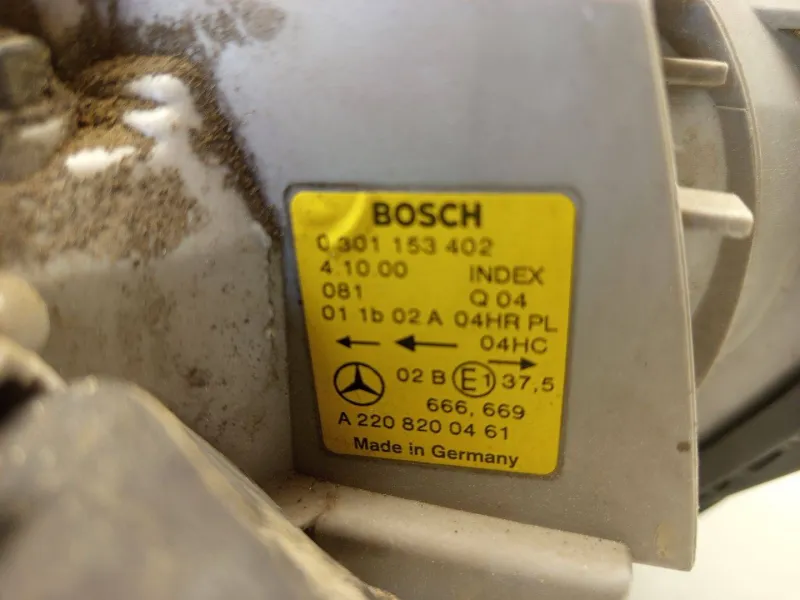 BOSCH
0 301 153 402
4.10.00 INDEX
081 Q 04
01 1b 02 A 04HR PL
← ← 04HC →
02 B E1 37,5
666, 669
A 220 820 04 61
Made in Germany